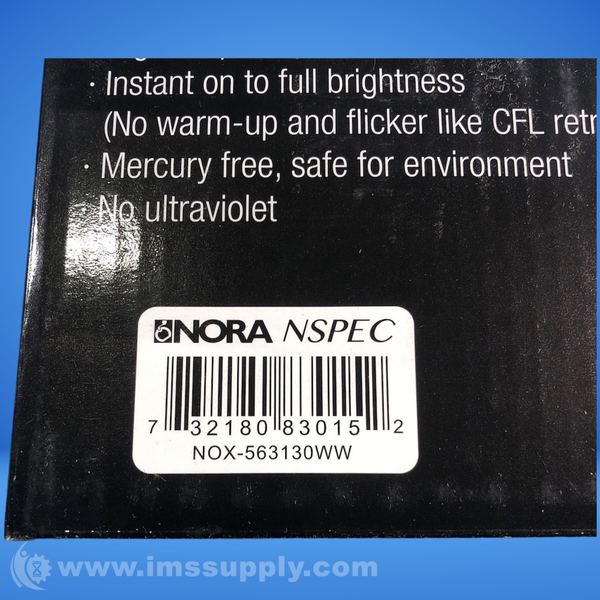 · Instant on to full brightness
(No warm-up and flicker like CFL retr
· Mercury free, safe for environment
No ultraviolet
NORA NSPEC
7 32180 83015 2
NOX-563130WW
www.imssupply.com